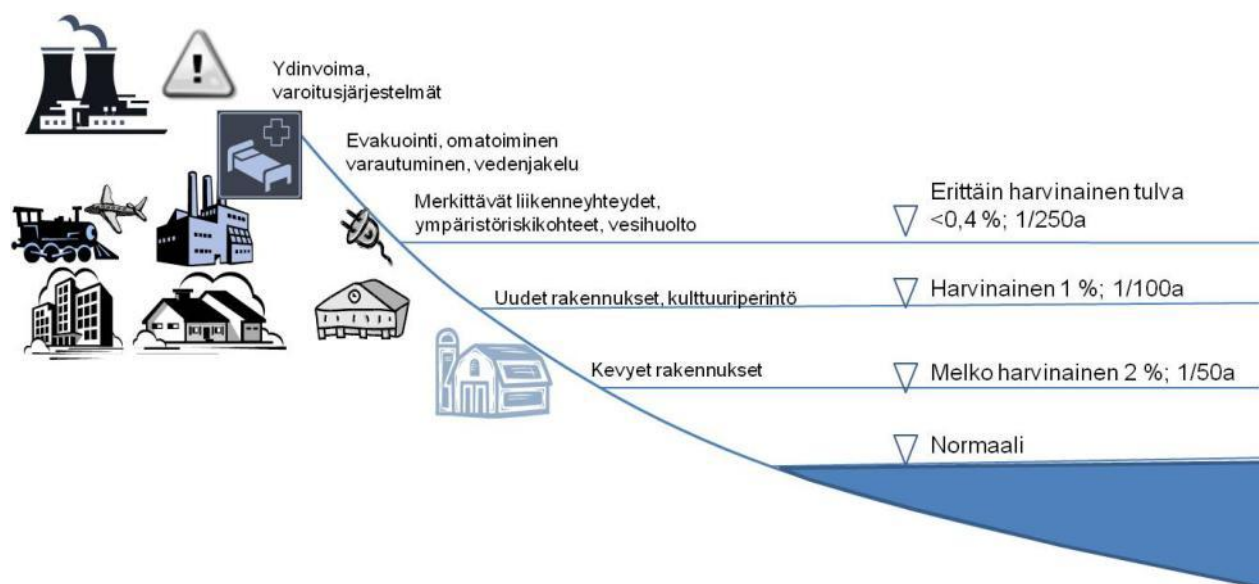 Ydinvoima,
varoitusjärjestelmät
Evakuointi, omatoiminen
varautuminen, vedenjakelu
Merkittävät liikenneyhteydet,
ympäristöriskikohteet, vesihuolto
Erittäin harvinainen tulva
<0,4 %; 1/250a
Uudet rakennukset, kulttuuriperintö
Harvinainen 1 %; 1/100a
Kevyet rakennukset
Melko harvinainen 2 %; 1/50a
Normaali